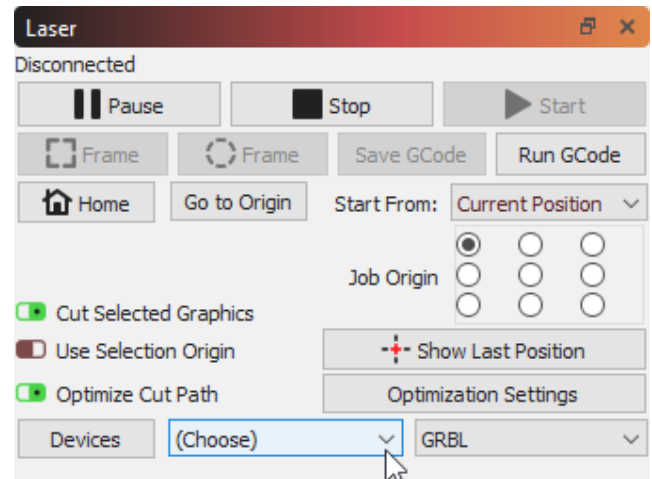 Laser
Disconnected
Pause Stop Start
Frame Frame Save GCode Run GCode
Home Go to Origin Start From: Current Position
Job Origin
Cut Selected Graphics
Use Selection Origin Show Last Position
Optimize Cut Path Optimization Settings
Devices (Choose) GRBL